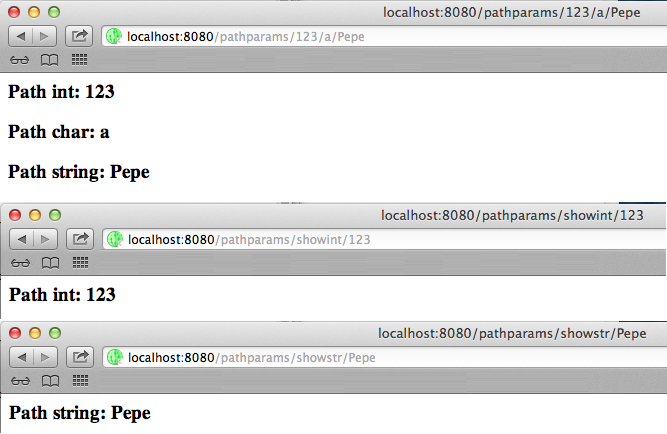 localhost:8080/pathparams/123/a/Pepe
localhost:8080/pathparams/123/a/Pepe
Path int: 123
Path char: a
Path string: Pepe
localhost:8080/pathparams/showint/123
localhost:8080/pathparams/showint/123
Path int: 123
localhost:8080/pathparams/showstr/Pepe
localhost:8080/pathparams/showstr/Pepe
Path string: Pepe